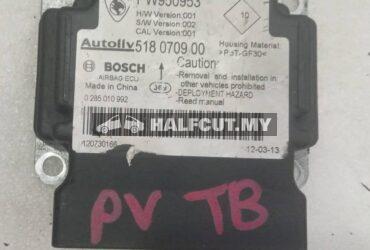 PW950953
H/W Version:001
S/W Version:002
CAL Version:001
10
Autoliv 518 0709 00
Housing Material:
>P3T-GF30<
BOSCH
AIRBAG ECU
Made in China
0 285 010 992
Caution
-Removal and installation in
other vehicles prohibited
-DEPLOYMENT HAZARD
-Read manual
HALFCUT.MY
120730166
12-03-13
PV TB